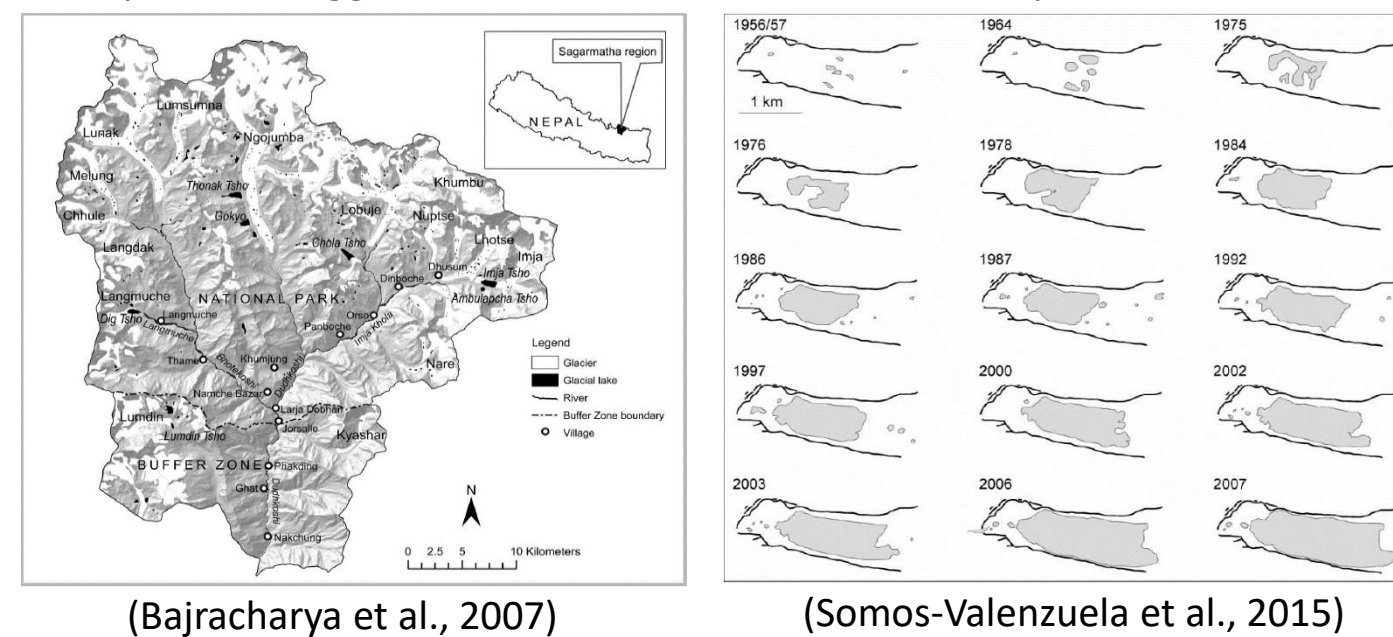 Sagarmatha region
NEPAL
Lumsumna
Lunak
Ngojumba
Melung
Thonak Tsho
Khumbu
Chhule
Gokyo
Lobuje
Nuptse
Langdak
Chola Tsho
Lhotse
Imja
Dhusum
Imja Tsho
Dinboche
Langmuche
NATIONAL PARK
Ambulapcha Tsho
Dig Tsho
Langmuche
Orso
Langmuche
Panboche
Imja Khola
Thame
Bhotekoshi
Khumjung
Dudhkoshi
Nare
Namche Bazar
Larja Dobhan
Lumdin
Jorsalle
Kyashar
Lumdin Tsho
BUFFER ZONE
Phakding
Ghat
Dudhkoshi
Nakchung
Legend
Glacier
Glacial lake
River
Buffer Zone boundary
Village
N
0 2.5 5 10 Kilometers
(Bajracharya et al., 2007)
1956/57 1964 1975
1 km
1976 1978 1984
1986 1987 1992
1997 2000 2002
2003 2006 2007
(Somos-Valenzuela et al., 2015)